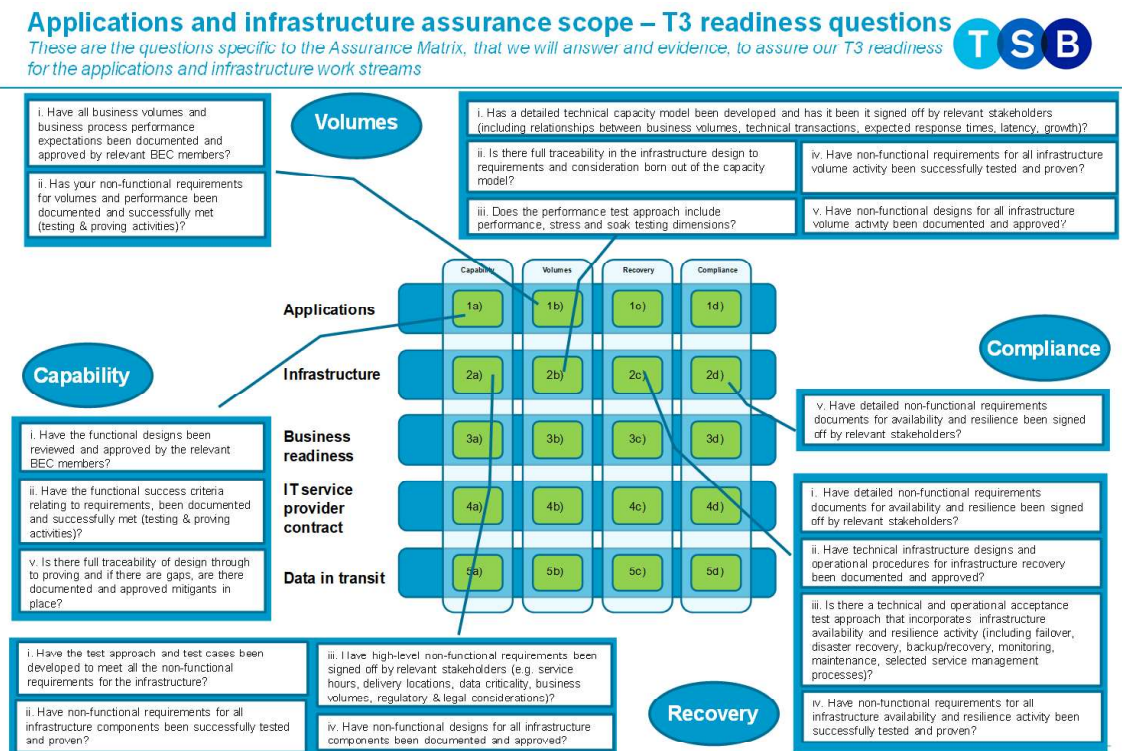 Applications and infrastructure assurance scope – T3 readiness questions
These are the questions specific to the Assurance Matrix, that we will answer and evidence, to assure our T3 readiness
for the applications and infrastructure work streams
T S B
i. Have all business volumes and
business process performance
expectations been documented and
approved by relevant BEC members?
ii. Has your non-functional requirements
for volumes and performance been
documented and successfully met
(testing & proving activities)?
Volumes
i. Has a detailed technical capacity model been developed and has it been it signed off by relevant stakeholders
(including relationships between business volumes, technical transactions, expected response times, latency, growth)?
ii. Is there full traceability in the infrastructure design to
requirements and consideration born out of the capacity
model?
iii. Does the performance test approach include
performance, stress and soak testing dimensions?
iv. Have non-functional requirements for all infrastructure
volume activity been successfully tested and proven?
v. Have non-functional designs for all infrastructure
volume activity been documented and approved?
Capability Volumes Recovery Compliance
Applications 1a) 1b) 1c) 1d)
Infrastructure 2a) 2b) 2c) 2d)
Business
readiness 3a) 3b) 3c) 3d)
IT service
provider
contract 4a) 4b) 4c) 4d)
Data in transit 5a) 5b) 5c) 5d)
Capability
i. Have the functional designs been
reviewed and approved by the relevant
BEC members?
ii. Have the functional success criteria
relating to requirements, been documented
and successfully met (testing & proving
activities)?
v. Is there full traceability of design through
to proving and if there are gaps, are there
documented and approved mitigants in
place?
i. Have the test approach and test cases been
developed to meet all the non-functional
requirements for the infrastructure?
ii. Have non-functional requirements for all
infrastructure components been successfully tested
and proven?
iii. Have high-level non-functional requirements been
signed off by relevant stakeholders (e.g. service
hours, delivery locations, data criticality, business
volumes, regulatory & legal considerations)?
iv. Have non-functional designs for all infrastructure
components been documented and approved?
Compliance
v. Have detailed non-functional requirements
documents for availability and resilience been signed
off by relevant stakeholders?
i. Have detailed non-functional requirements
documents for availability and resilience been signed
off by relevant stakeholders?
ii. Have technical infrastructure designs and
operational procedures for infrastructure recovery
been documented and approved?
iii. Is there a technical and operational acceptance
test approach that incorporates infrastructure
availability and resilience activity (including failover,
disaster recovery, backup/recovery, monitoring,
maintenance, selected service management
processes)?
iv. Have non-functional requirements for all
infrastructure availability and resilience activity been
successfully tested and proven?
Recovery